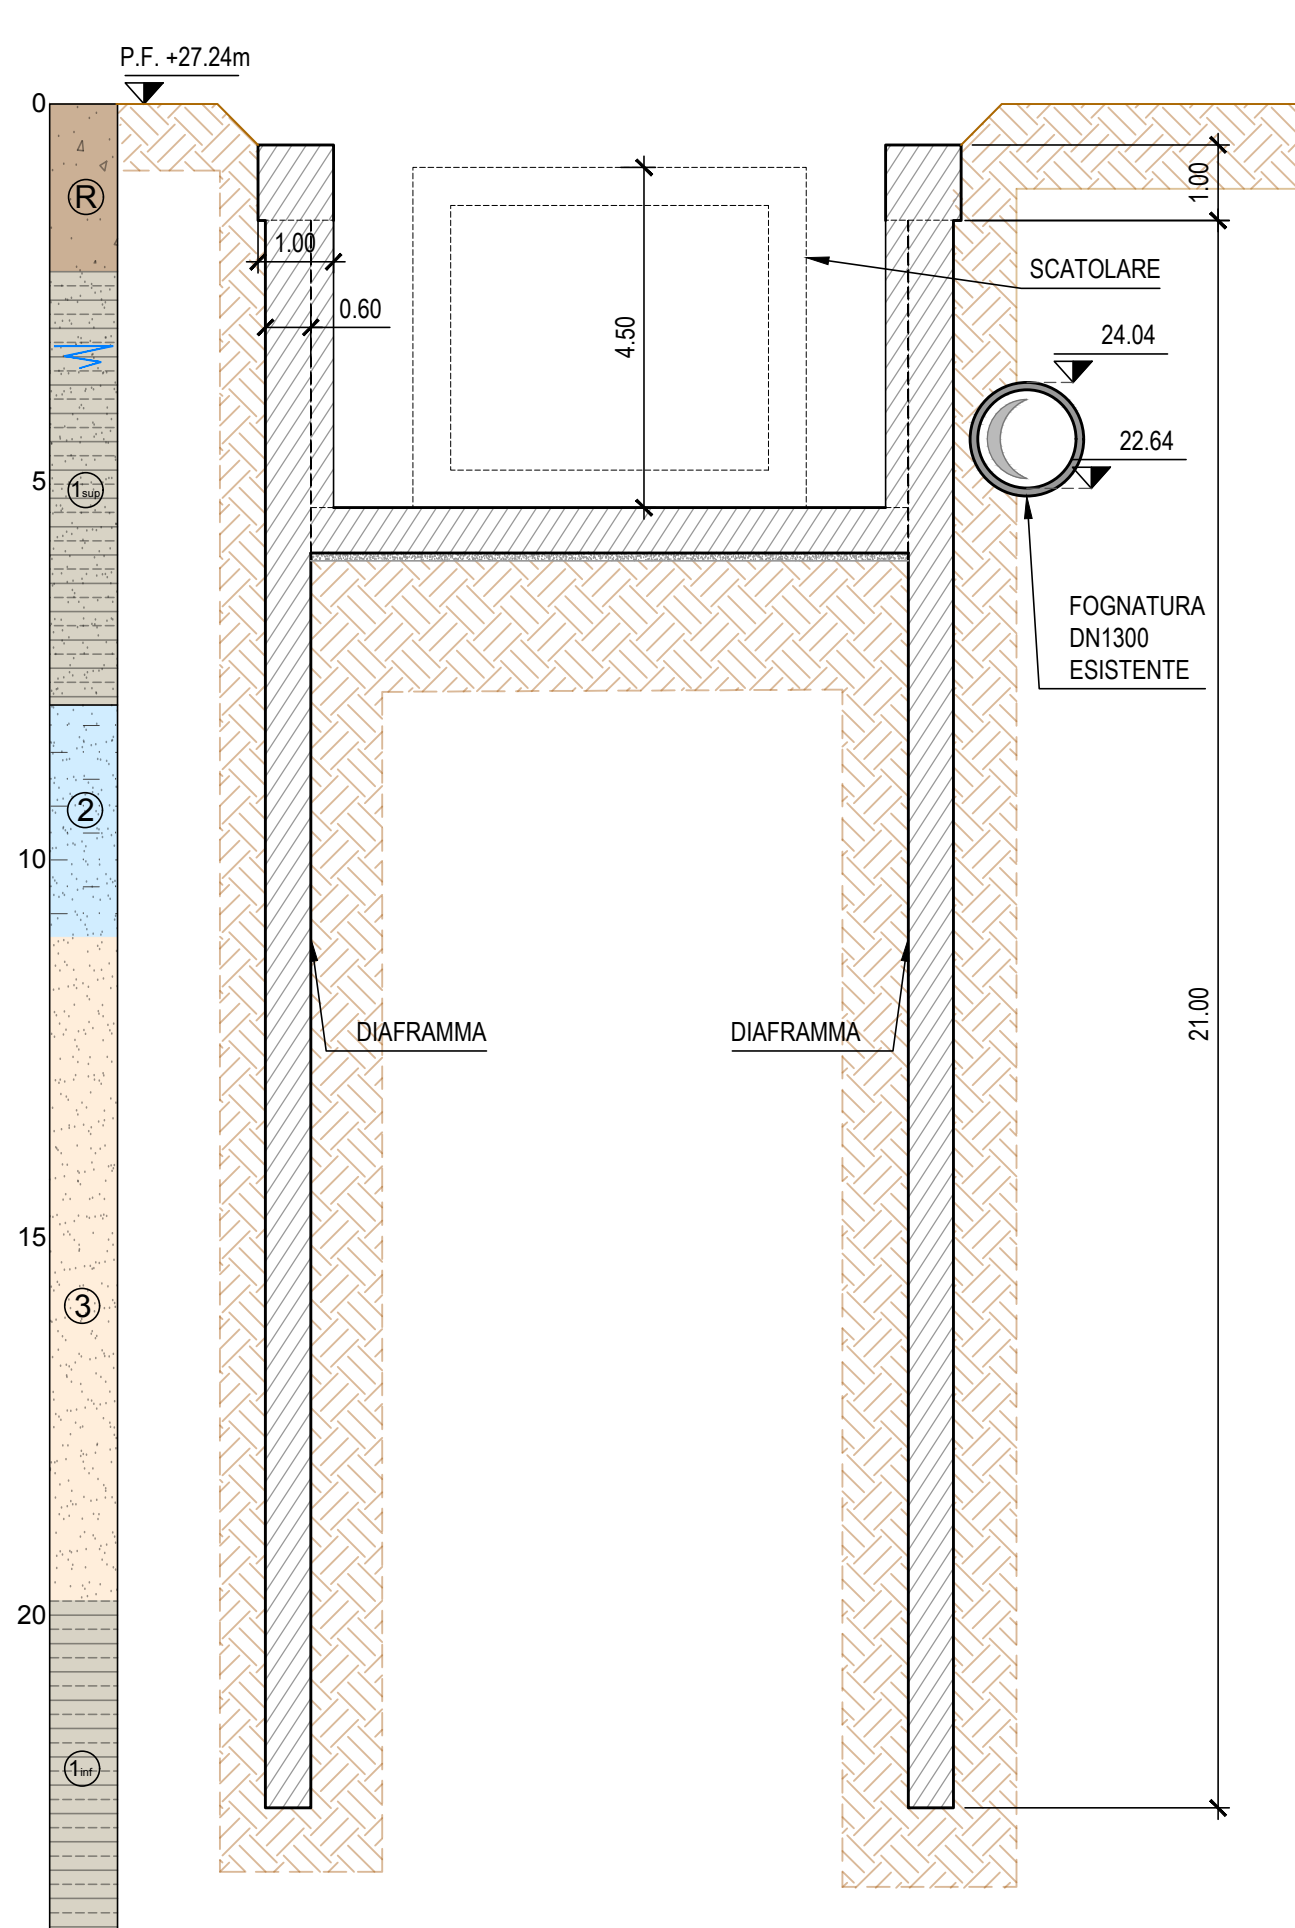 P.F. +27.24m
0
R
1.00
1.00
SCATOLARE
0.60
4.50
24.04
22.64
5
1sup
FOGNATURA
DN1300
ESISTENTE
2
10
DIAFRAMMA
DIAFRAMMA
21.00
15
3
20
1inf